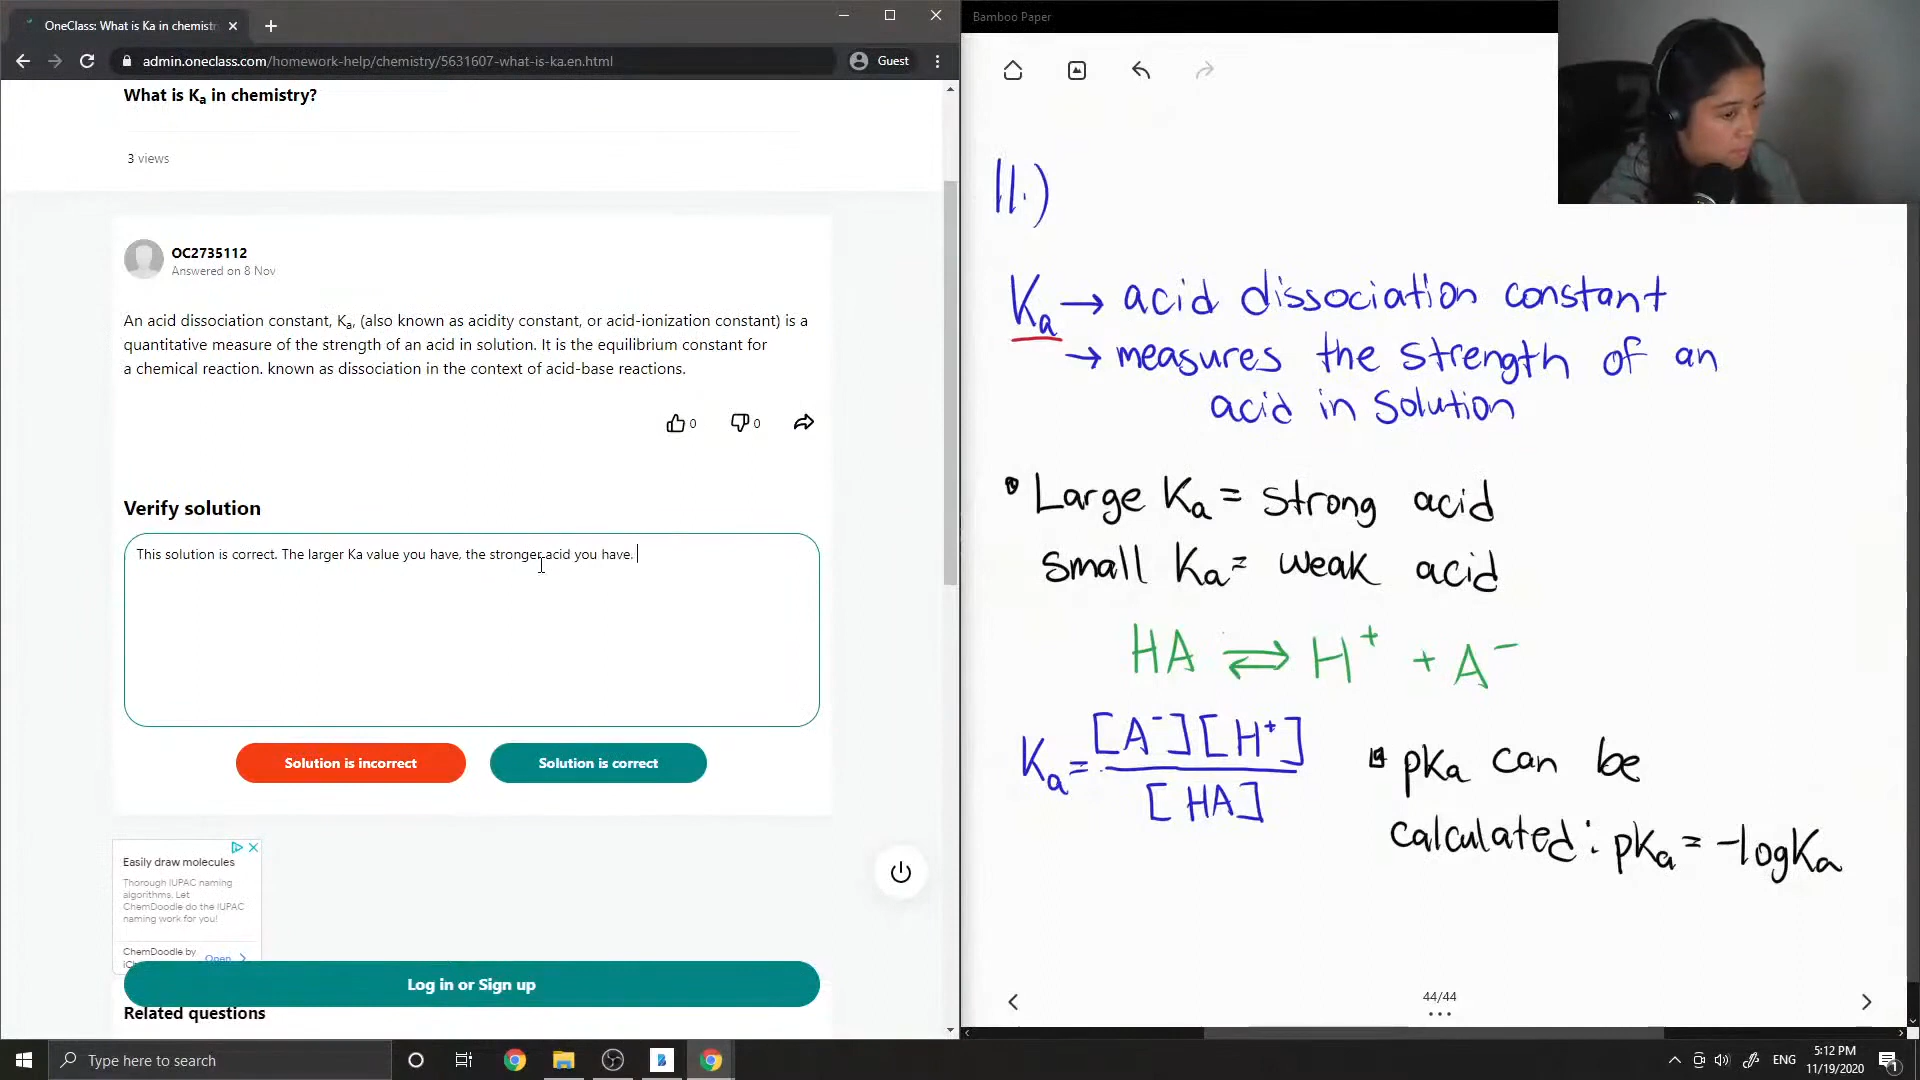 OneClass: What is Ka in chemistr
admin.oneclass.com/homework-help/chemistry/5631607-what-is-ka.en.html
Guest
What is Ka in chemistry?
3 views
OC2735112
Answered on 8 Nov
An acid dissociation constant, Ka, (also known as acidity constant, or acid-ionization constant) is a
quantitative measure of the strength of an acid in solution. It is the equilibrium constant for
a chemical reaction. known as dissociation in the context of acid-base reactions.
0
0
Verify solution
This solution is correct. The larger Ka value you have, the stronger acid you have.
Solution is incorrect
Solution is correct
Easily draw molecules
Thorough IUPAC naming
algorithms. Let
ChemDoodle do the IUPAC
naming work for you!
ChemDoodle by
Open
Log in or Sign up
Related questions
Bamboo Paper
11.)
Ka → acid dissociation constant
→ measures the strength of an
acid in solution
Large Ka = strong acid
small Ka = weak acid
HA ⇌ H⁺ + A⁻
Ka = [A⁻][H⁺]
[HA]
pKa can be
calculated: pKa = -logKa
44/44
Type here to search
ENG
5:12 PM
11/19/2020
1